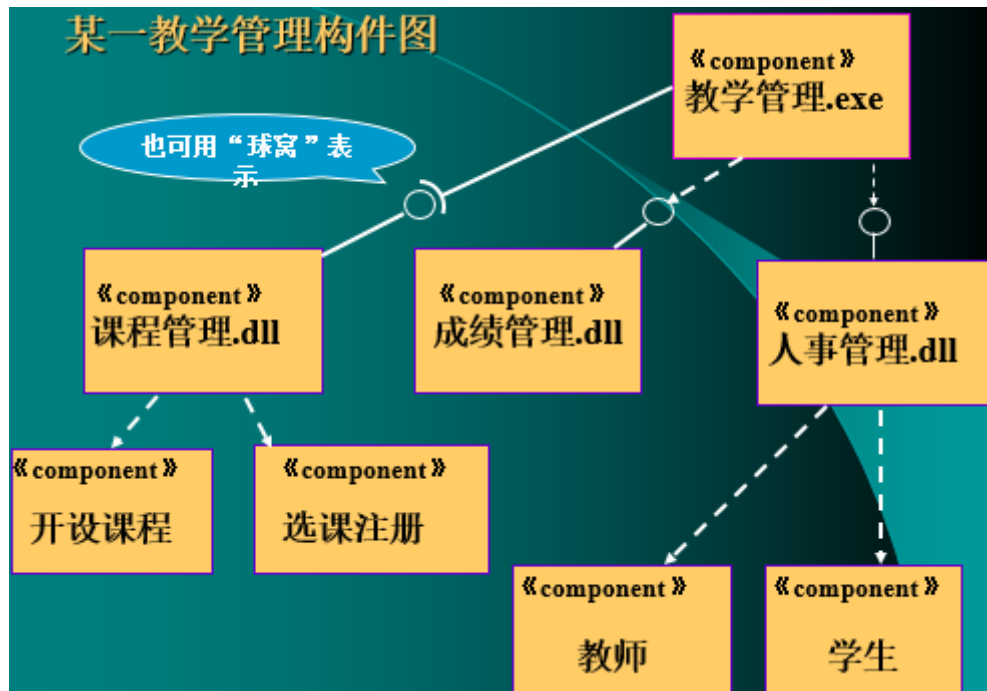 某一教学管理构件图
《component》
教学管理.exe
也可用“球窝”表
示
《component》
课程管理.dll
《component》
成绩管理.dll
《component》
人事管理.dll
《component》
开设课程
《component》
选课注册
《component》
教师
《component》
学生